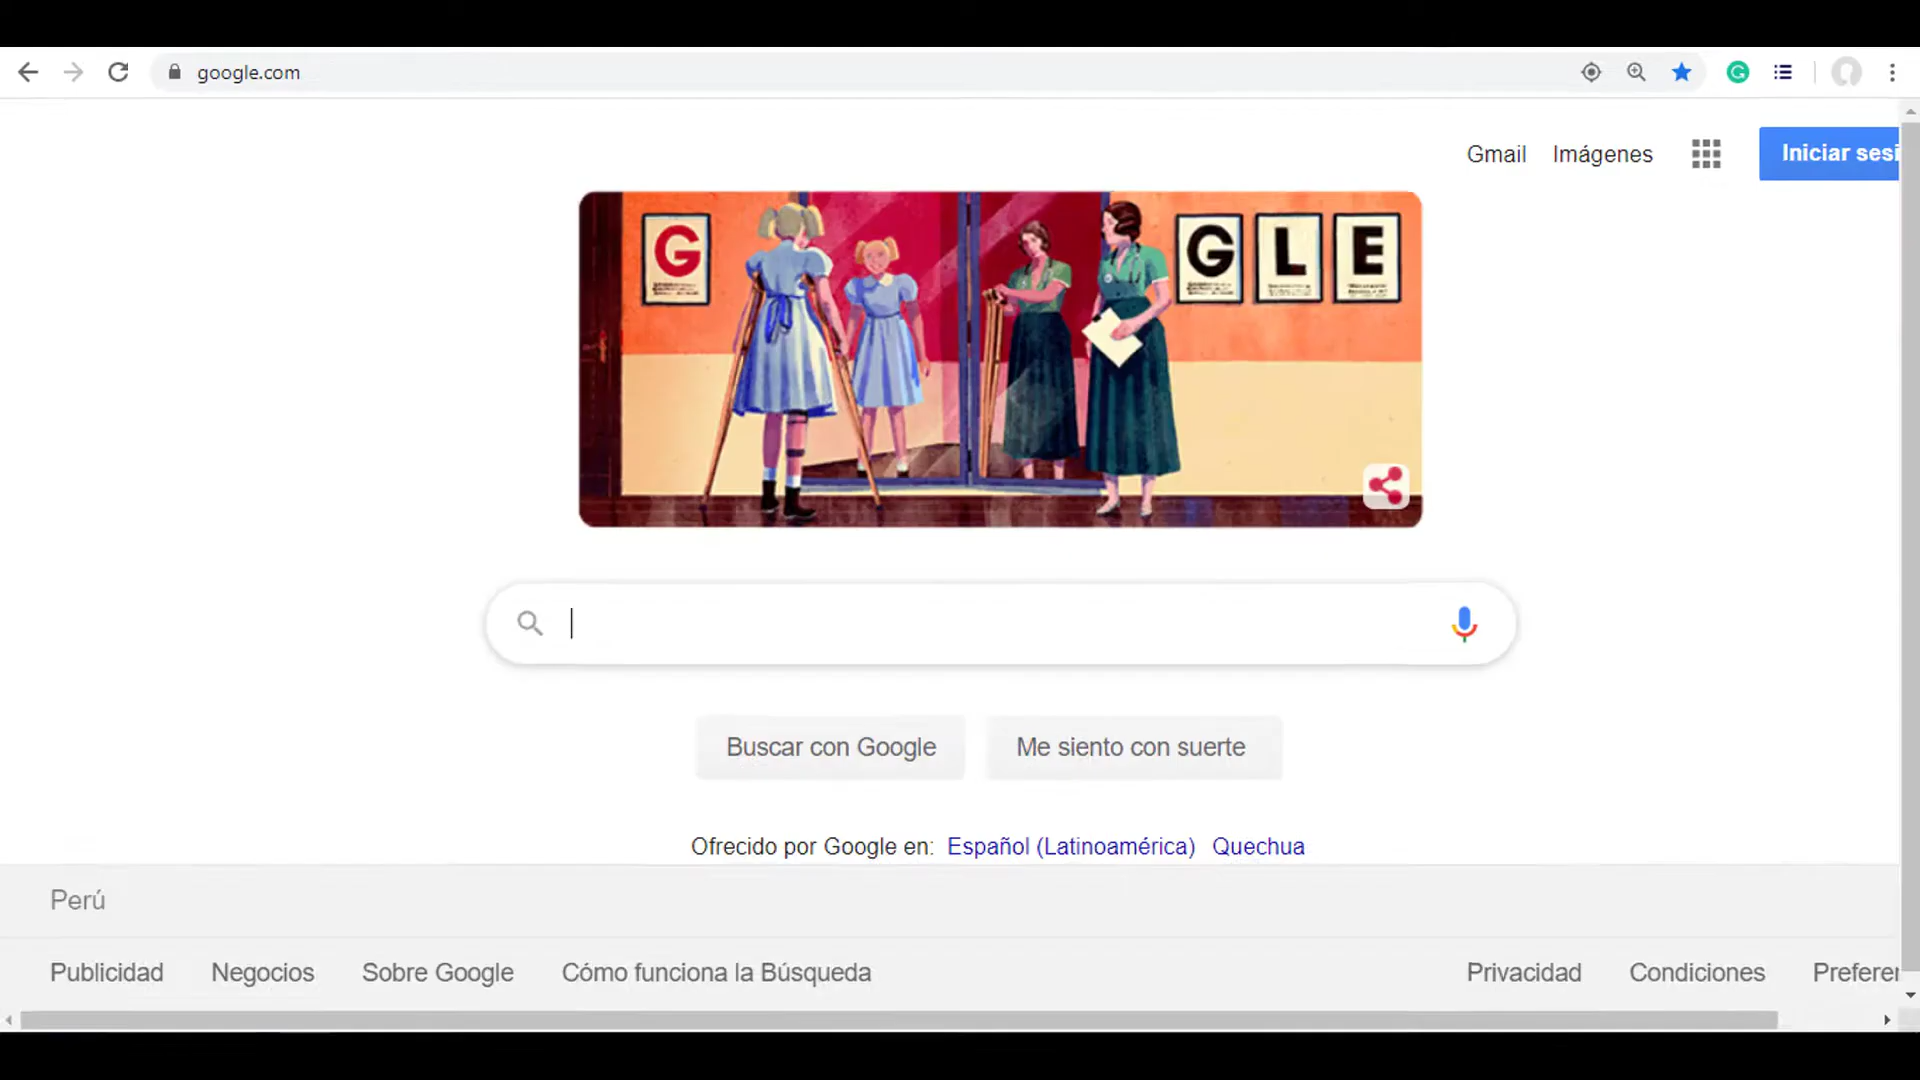 google.com
Gmail Imágenes Iniciar sesi
G G L E
Buscar con Google Me siento con suerte
Ofrecido por Google en: Español (Latinoamérica) Quechua
Perú
Publicidad Negocios Sobre Google Cómo funciona la Búsqueda Privacidad Condiciones Preferen